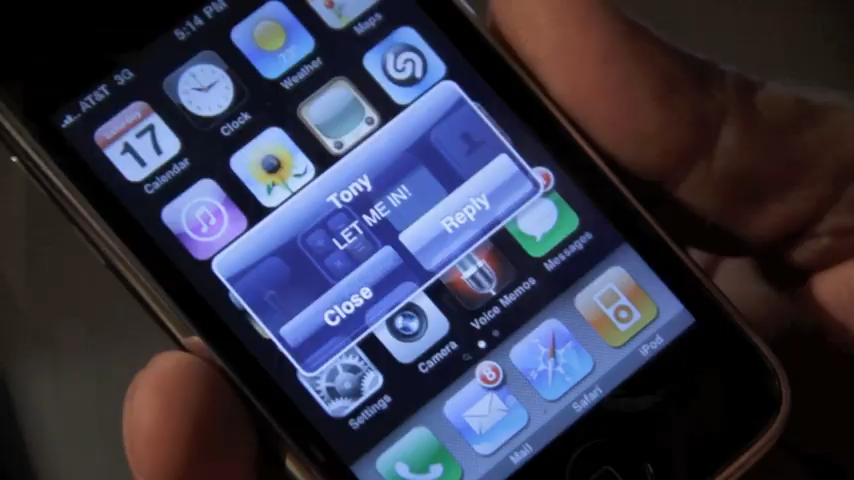 AT&T 3G 5:14 PM
17
Calendar
Clock
Weather
Maps
Tony
LET ME IN!
Close
Reply
Settings
Camera
Voice Memos
Messages
8
Mail
Safari
iPod